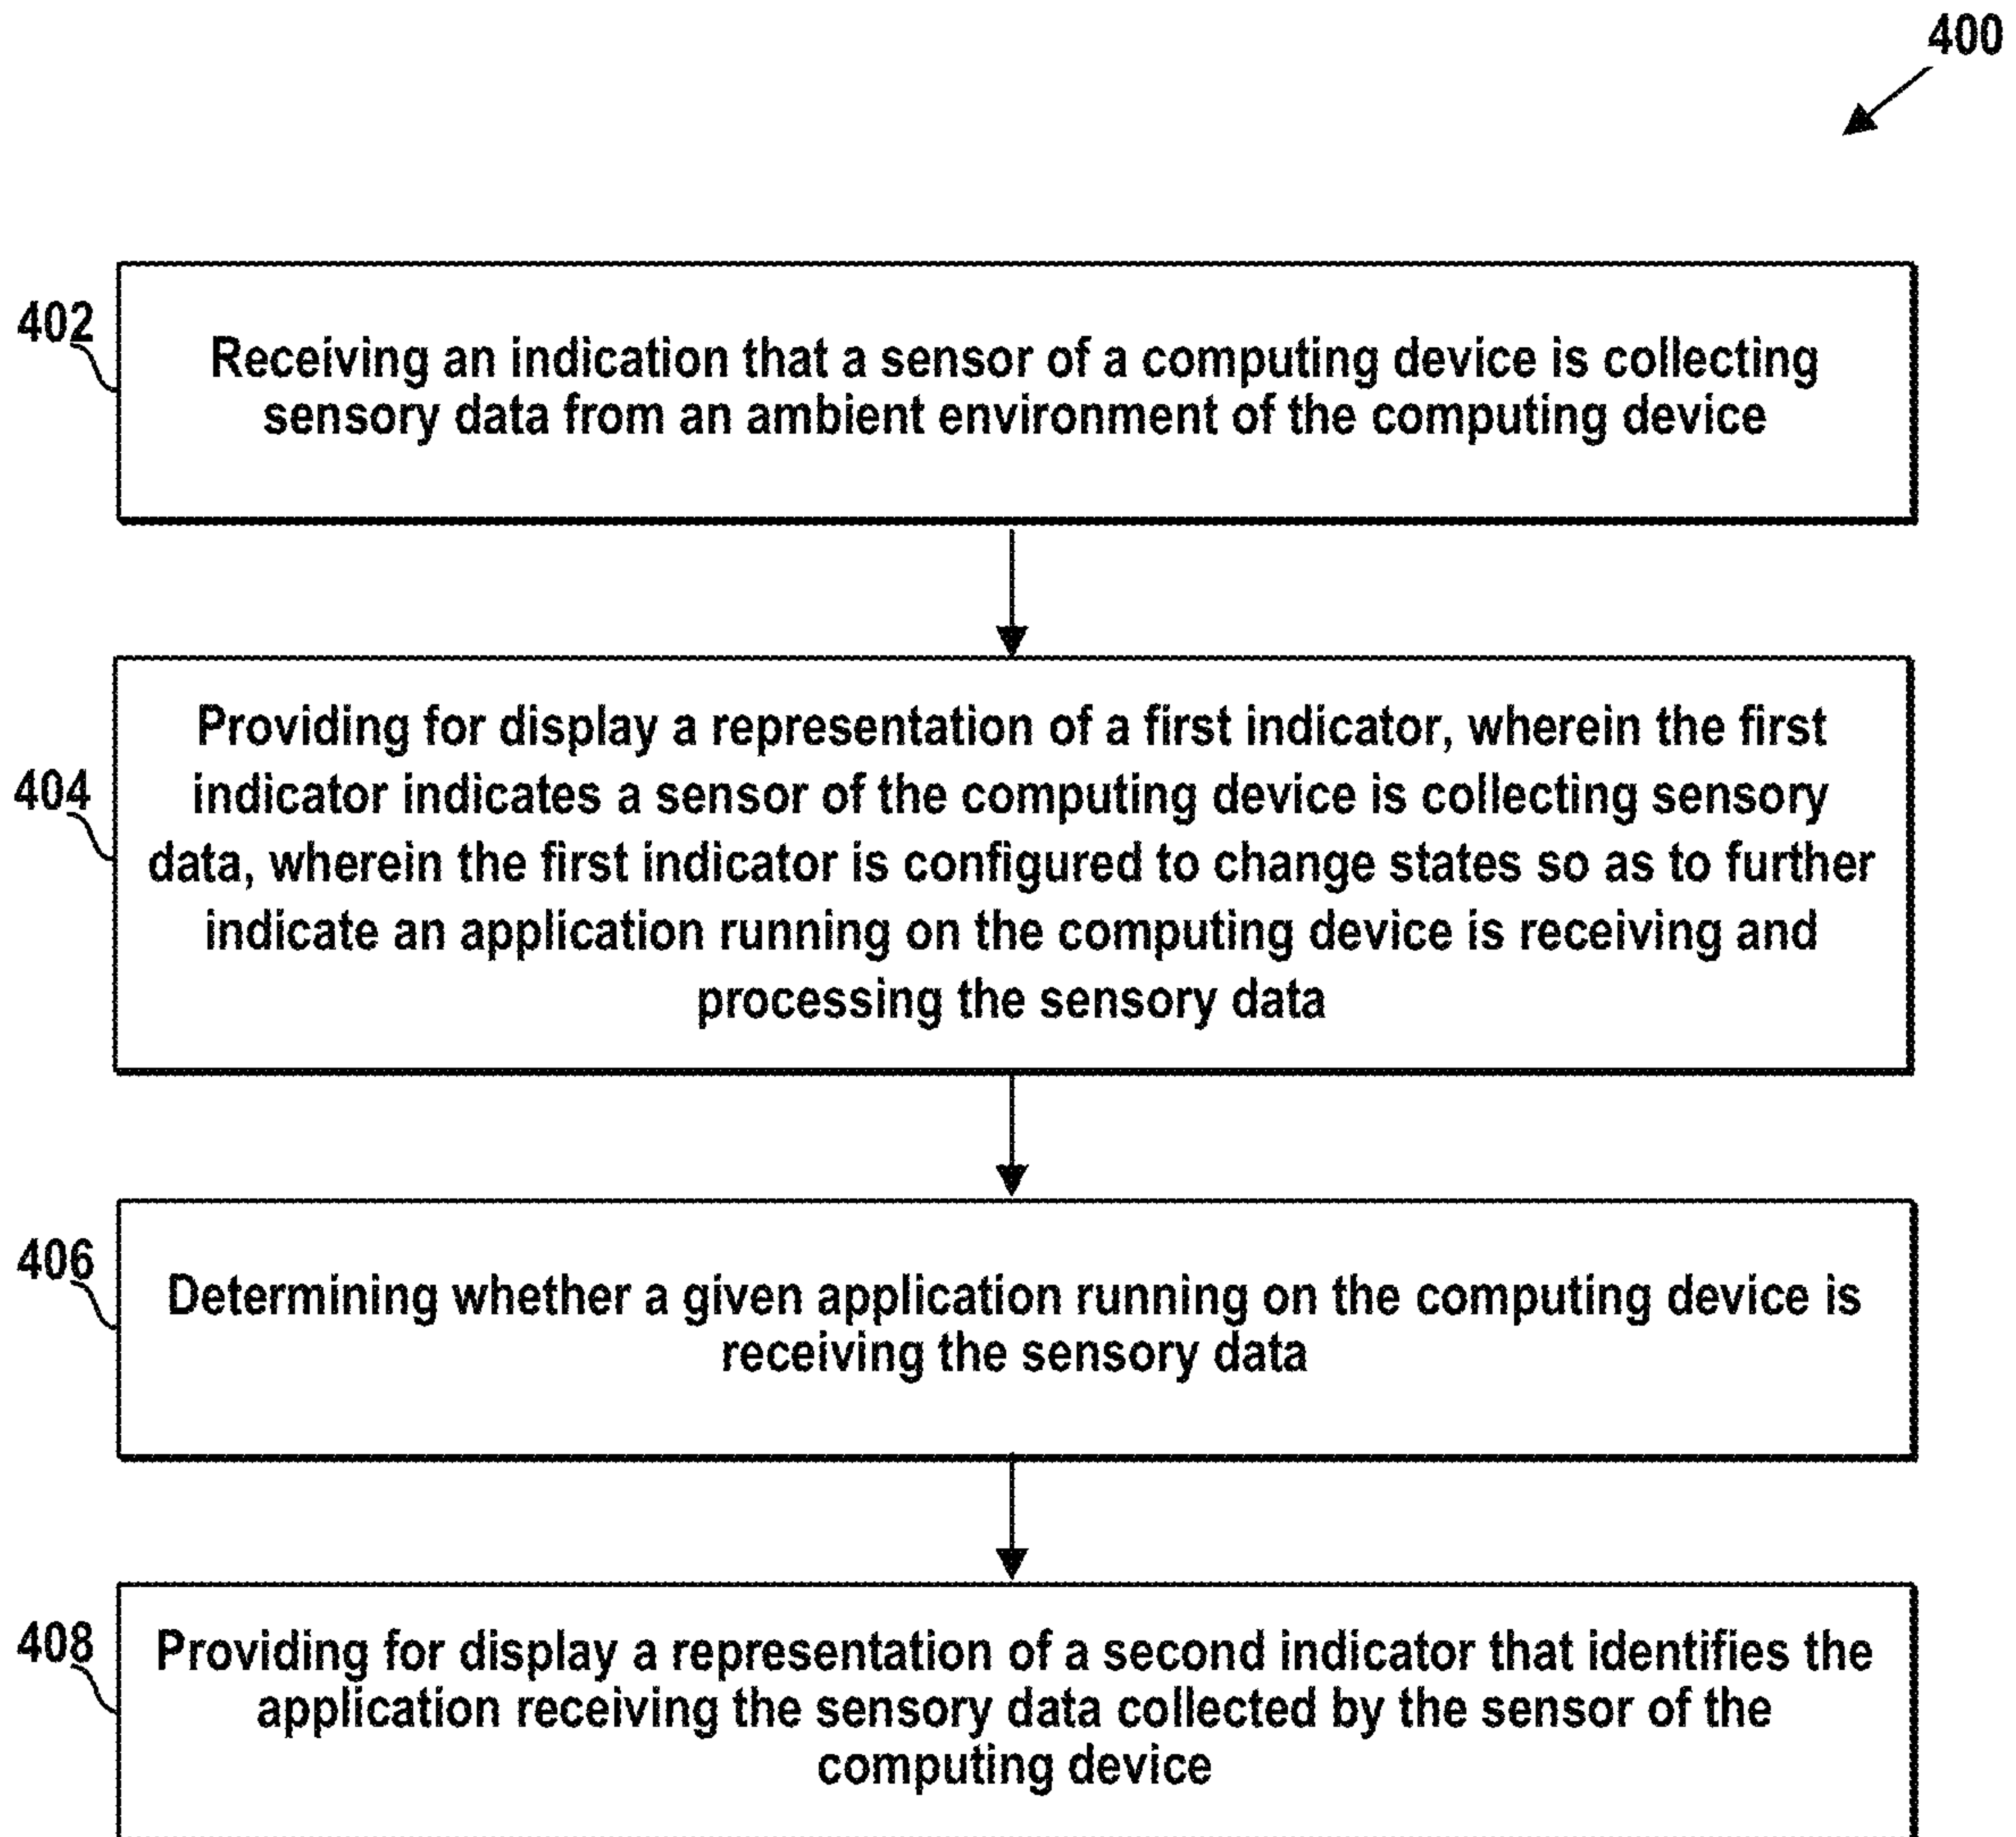 400
402
Receiving an indication that a sensor of a computing device is collecting
sensory data from an ambient environment of the computing device
404
Providing for display a representation of a first indicator, wherein the first
indicator indicates a sensor of the computing device is collecting sensory
data, wherein the first indicator is configured to change states so as to further
indicate an application running on the computing device is receiving and
processing the sensory data
406
Determining whether a given application running on the computing device is
receiving the sensory data
408
Providing for display a representation of a second indicator that identifies the
application receiving the sensory data collected by the sensor of the
computing device